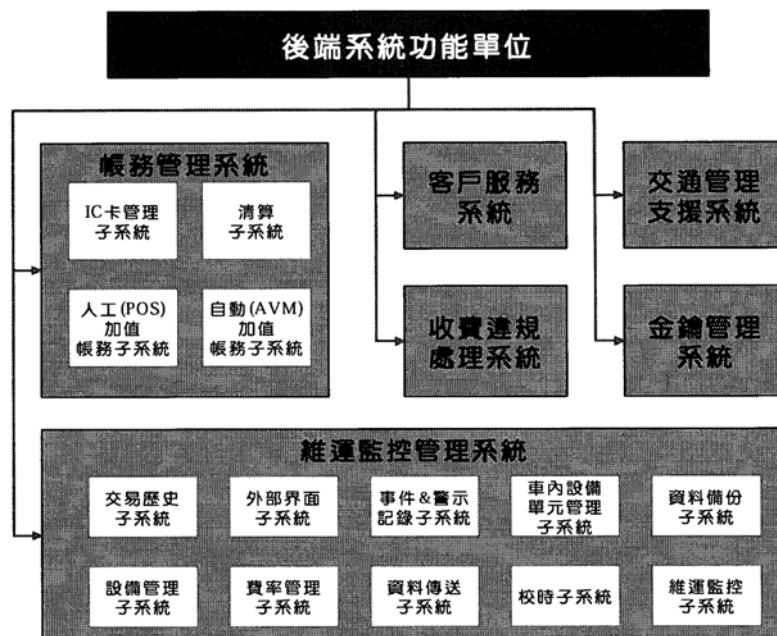 後端系統功能單位
帳務管理系統
IC卡管理
子系統
清算
子系統
人工(POS)
加值
帳務子系統
自動(AVM)
加值
帳務子系統
客戶服務
系統
交通管理
支援系統
收費違規
處理系統
金鑰管理
系統
維運監控管理系統
交易歷史
子系統
外部界面
子系統
事件&警示
記錄子系統
車內設備
單元管理
子系統
資料備份
子系統
設備管理
子系統
費率管理
子系統
資料傳送
子系統
校時子系統
維運監控
子系統